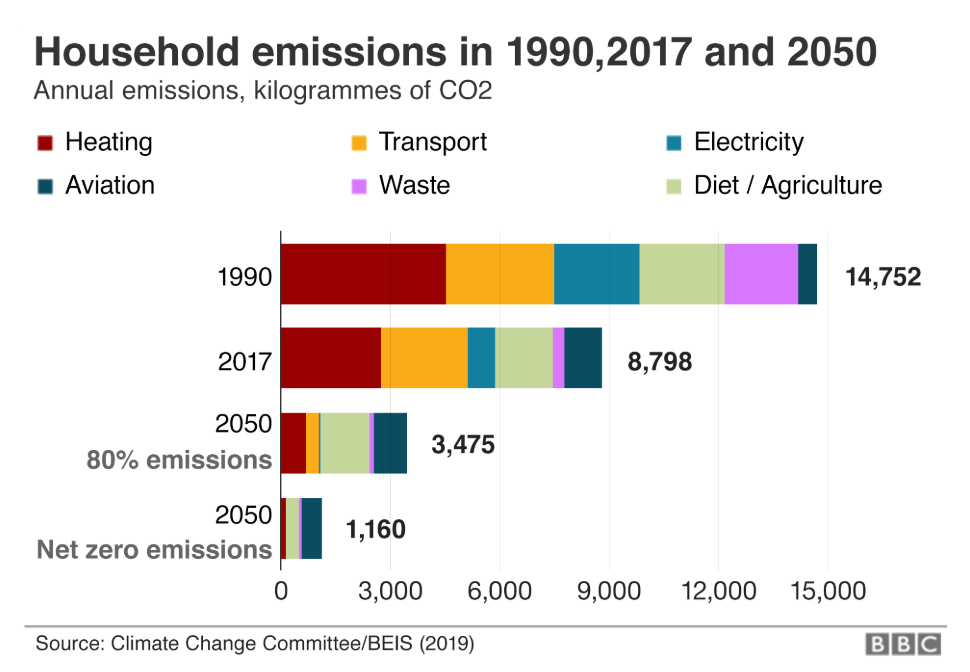 Household emissions in 1990,2017 and 2050
Annual emissions, kilogrammes of CO2
Heating Transport Electricity
Aviation Waste Diet / Agriculture
1990 14,752
2017 8,798
2050
80% emissions
3,475
2050
Net zero emissions
1,160
0 3,000 6,000 9,000 12,000 15,000
Source: Climate Change Committee/BEIS (2019) BBC